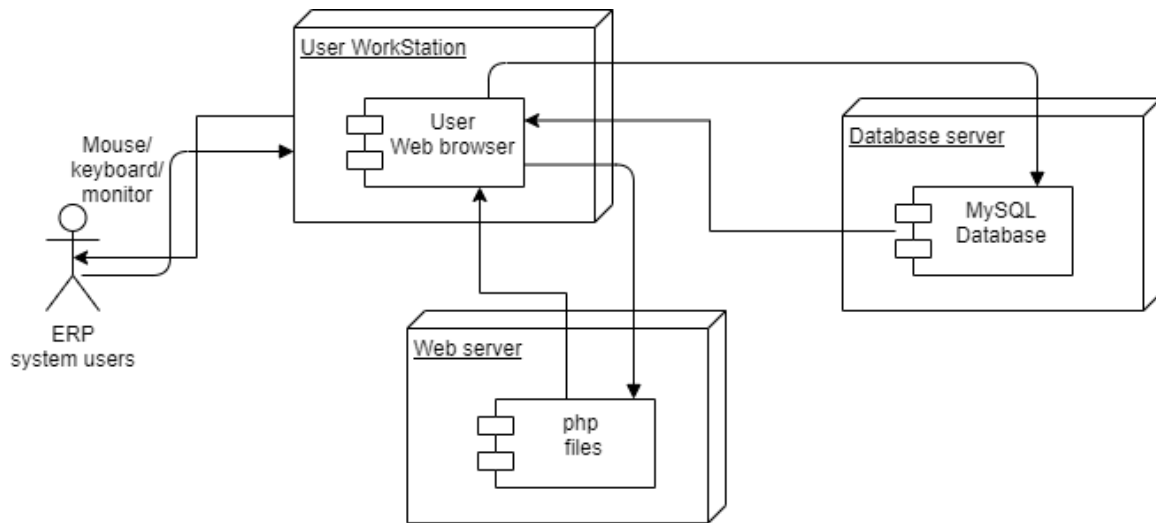 User WorkStation
User
Web browser
Mouse/
keyboard/
monitor
ERP
system users
Database server
MySQL
Database
Web server
php
files